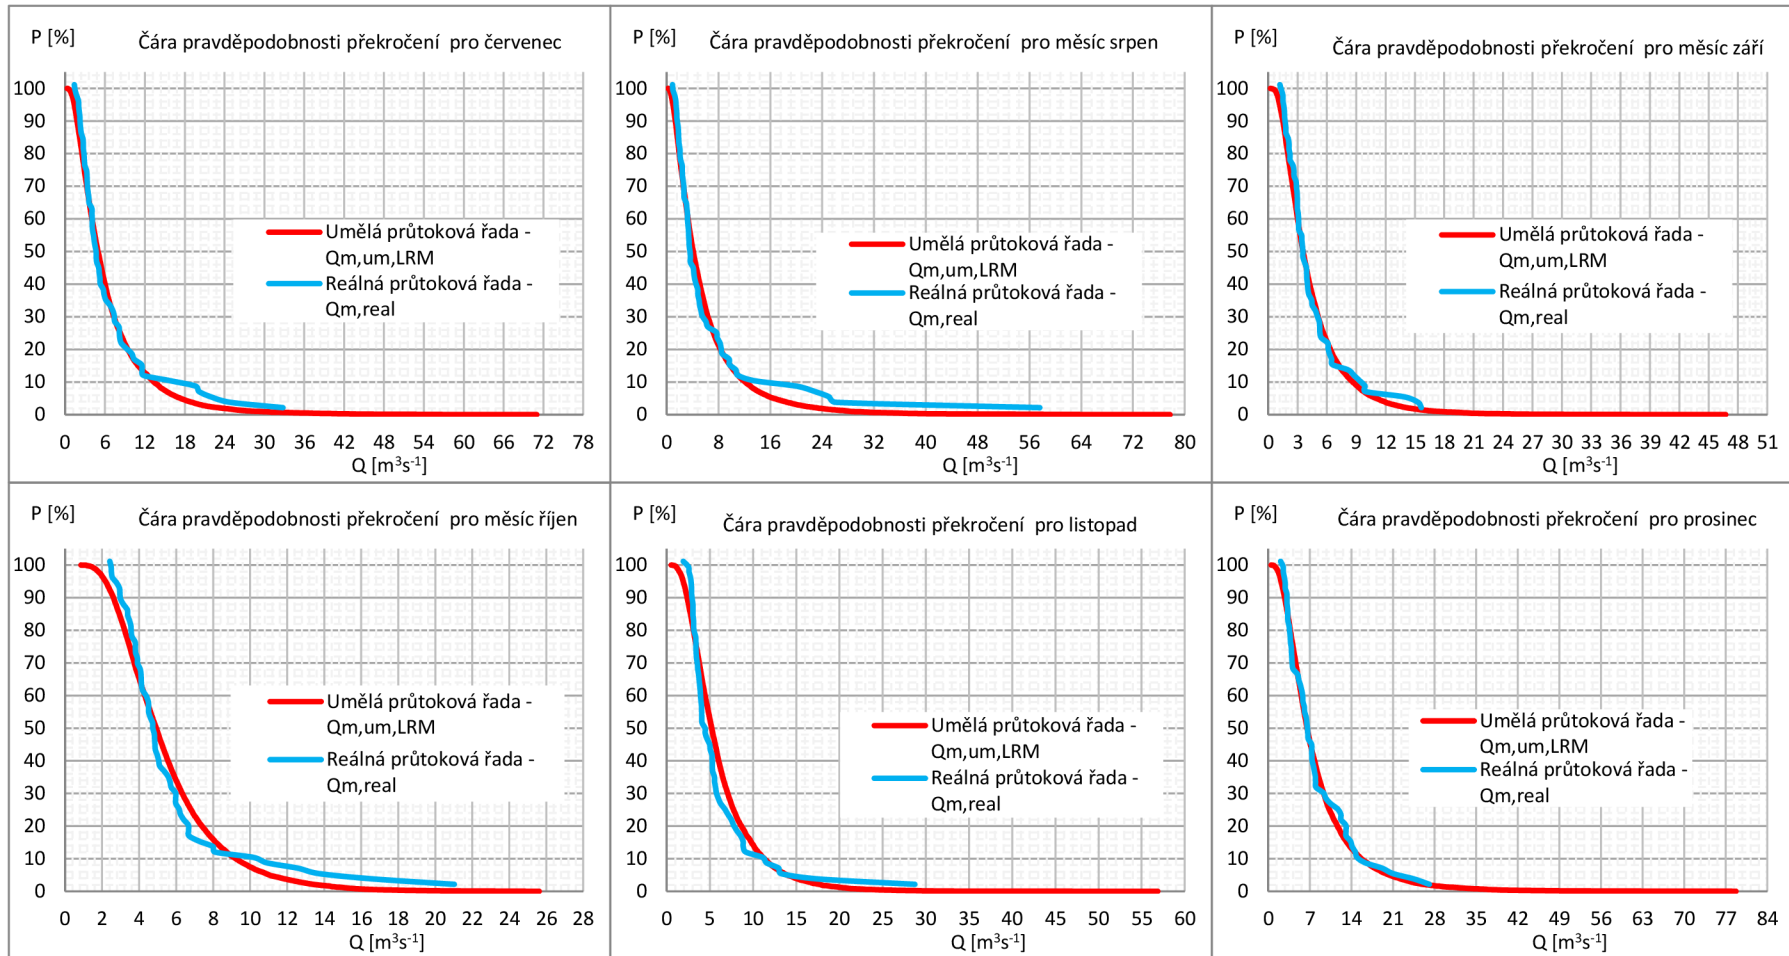 P [%]
Čára pravděpodobnosti překročení  pro červenec
100
90
80
70
60
50
40
30
20
10
0
Umělá průtoková řada -
Qm,um,LRM
Reálná průtoková řada -
Qm,real
0 6 12 18 24 30 36 42 48 54 60 66 72 78
Q [m³s⁻¹]
P [%]
Čára pravděpodobnosti překročení  pro měsíc srpen
100
90
80
70
60
50
40
30
20
10
0
Umělá průtoková řada -
Qm,um,LRM
Reálná průtoková řada -
Qm,real
0 8 16 24 32 40 48 56 64 72 80
Q [m³s⁻¹]
P [%]
Čára pravděpodobnosti překročení  pro měsíc září
100
90
80
70
60
50
40
30
20
10
0
Umělá průtoková řada -
Qm,um,LRM
Reálná průtoková řada -
Qm,real
0 3 6 9 12 15 18 21 24 27 30 33 36 39 42 45 48 51
Q [m³s⁻¹]
P [%]
Čára pravděpodobnosti překročení  pro měsíc říjen
100
90
80
70
60
50
40
30
20
10
0
Umělá průtoková řada -
Qm,um,LRM
Reálná průtoková řada -
Qm,real
0 2 4 6 8 10 12 14 16 18 20 22 24 26 28
Q [m³s⁻¹]
P [%]
Čára pravděpodobnosti překročení  pro listopad
100
90
80
70
60
50
40
30
20
10
0
Umělá průtoková řada -
Qm,um,LRM
Reálná průtoková řada -
Qm,real
0 5 10 15 20 25 30 35 40 45 50 55 60
Q [m³s⁻¹]
P [%]
Čára pravděpodobnosti překročení  pro prosinec
100
90
80
70
60
50
40
30
20
10
0
Umělá průtoková řada -
Qm,um,LRM
Reálná průtoková řada -
Qm,real
0 7 14 21 28 35 42 49 56 63 70 77 84
Q [m³s⁻¹]